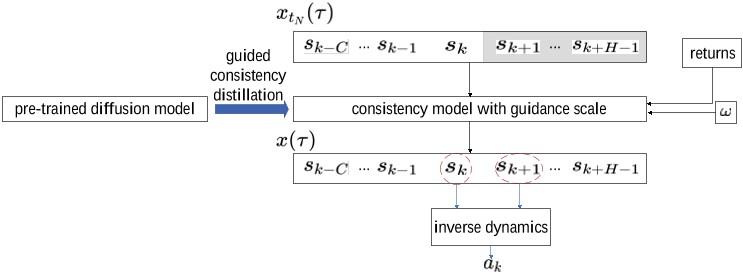 x_{t_N}(τ)
s_{k−C} ··· s_{k−1} s_k s_{k+1} ··· s_{k+H−1}
returns
guided
consistency
distillation
pre-trained diffusion model
consistency model with guidance scale
ω
x(τ)
s_{k−C} ··· s_{k−1} s_k s_{k+1} ··· s_{k+H−1}
inverse dynamics
a_k